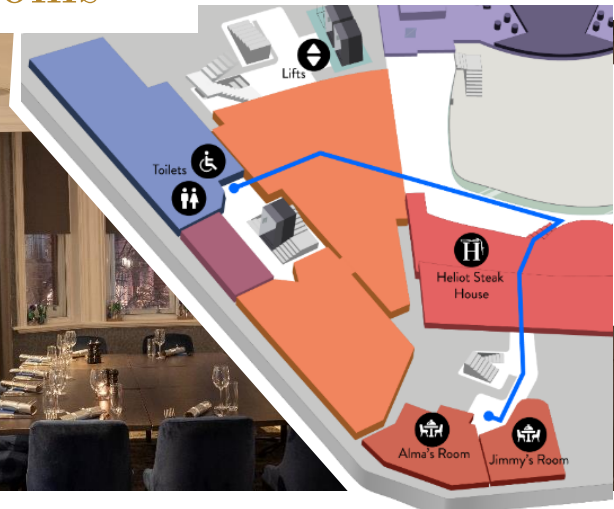 Lifts
Toilets
H
Heliot Steak
House
Alma's Room
Jimmy's Room